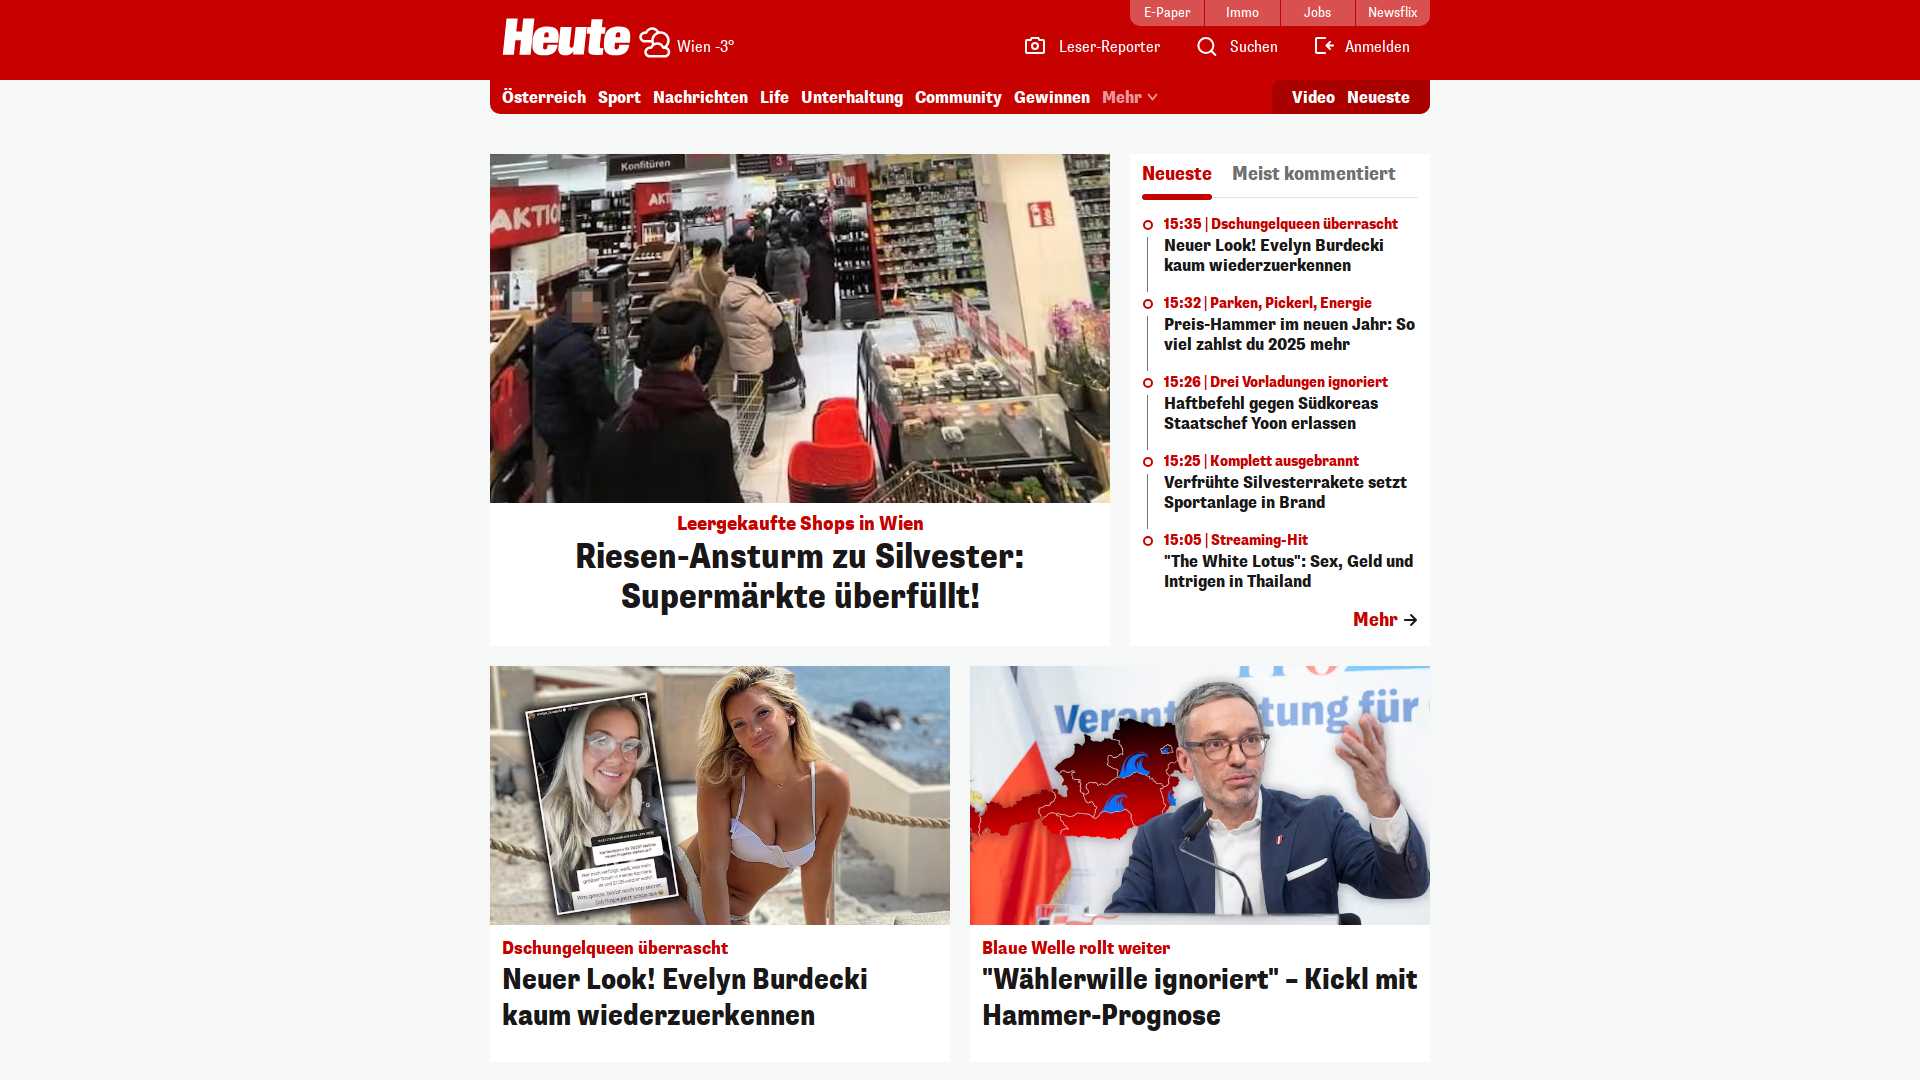 E-Paper
Immo
Jobs
Newsflix
Heute
Wien -3°
Leser-Reporter
Suchen
Anmelden
Österreich Sport Nachrichten Life Unterhaltung Community Gewinnen Mehr
Video Neueste
Konfitüren
3
AKTIO
AKT
Neueste
Meist kommentiert
15:35 | Dschungelqueen überrascht
Neuer Look! Evelyn Burdecki
kaum wiederzuerkennen
15:32 | Parken, Pickerl, Energie
Preis-Hammer im neuen Jahr: So
viel zahlst du 2025 mehr
15:26 | Drei Vorladungen ignoriert
Haftbefehl gegen Südkoreas
Staatschef Yoon erlassen
15:25 | Komplett ausgebrannt
Verfrühte Silvesterrakete setzt
Sportanlage in Brand
15:05 | Streaming-Hit
"The White Lotus": Sex, Geld und
Intrigen in Thailand
Mehr
Leergekaufte Shops in Wien
Riesen-Ansturm zu Silvester:
Supermärkte überfüllt!
Dschungelqueen überrascht
Neuer Look! Evelyn Burdecki
kaum wiederzuerkennen
Verant tung für
Blaue Welle rollt weiter
"Wählerwille ignoriert" – Kickl mit
Hammer-Prognose